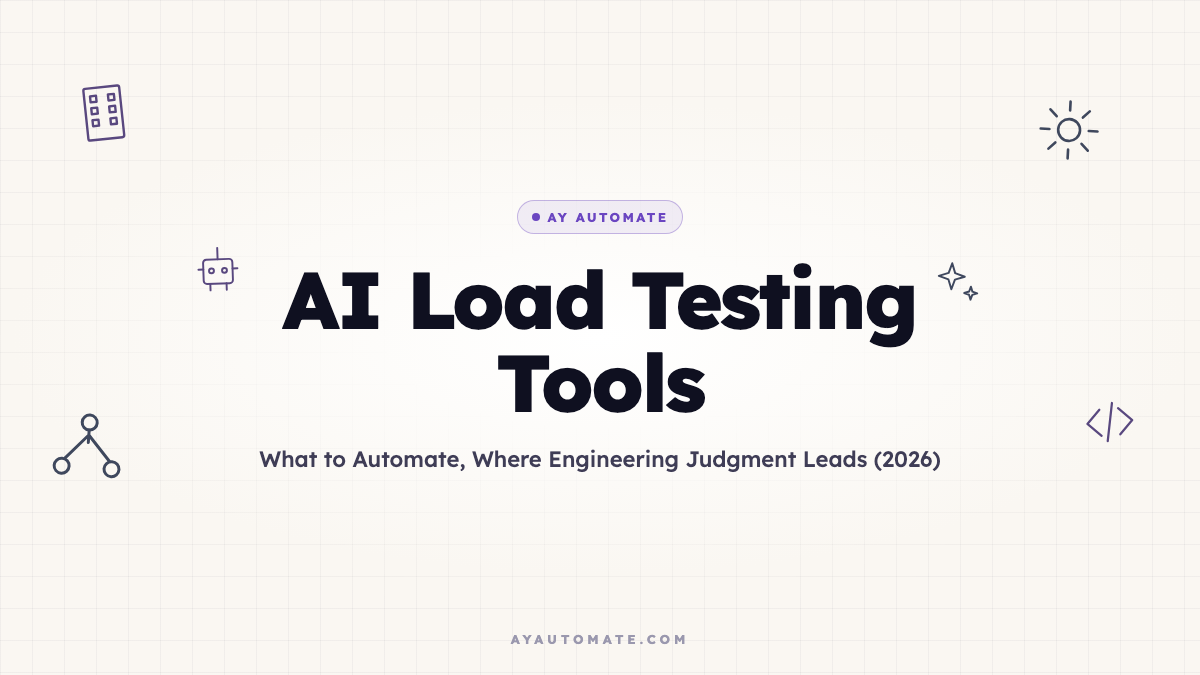 AY AUTOMATE
AI Load Testing
Tools
What to Automate, Where Engineering Judgment Leads (2026)
AYAUTOMATE.COM